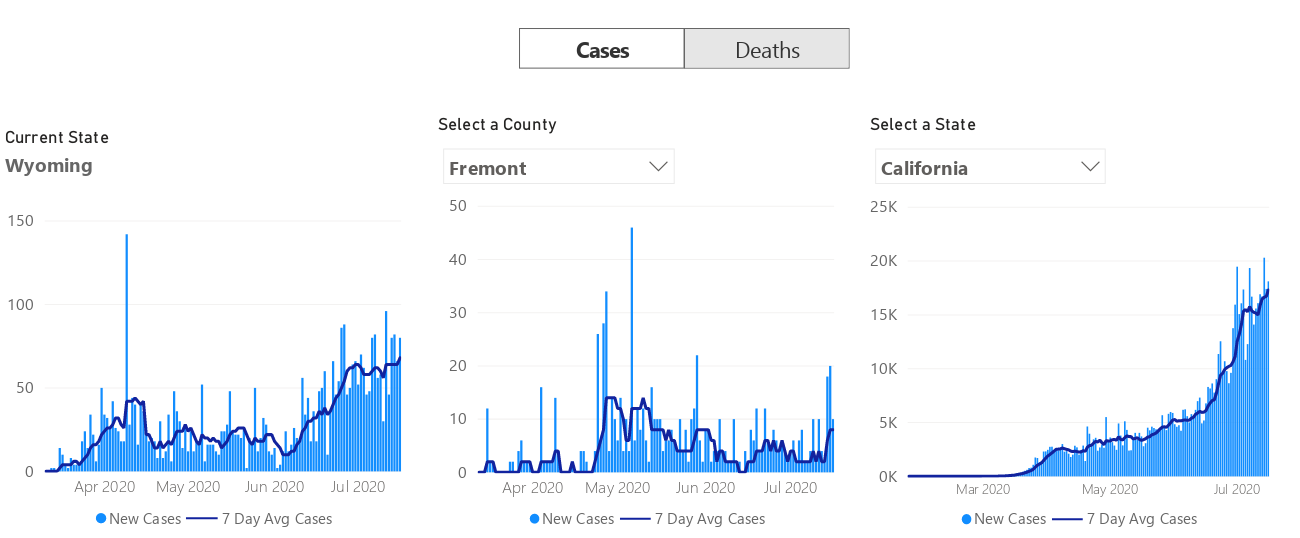 Cases Deaths
Current State
Wyoming
150
100
50
0
Apr 2020 May 2020 Jun 2020 Jul 2020
New Cases 7 Day Avg Cases
Select a County
Fremont
50
40
30
20
10
0
Apr 2020 May 2020 Jun 2020 Jul 2020
New Cases 7 Day Avg Cases
Select a State
California
25K
20K
15K
10K
5K
0K
Mar 2020 May 2020 Jul 2020
New Cases 7 Day Avg Cases